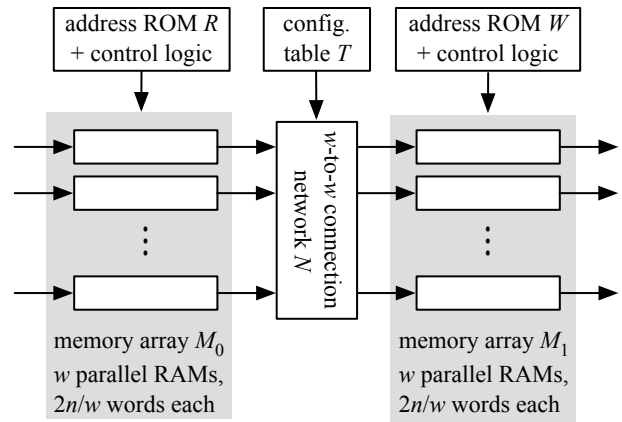 address ROM R
+ control logic
config.
table T
address ROM W
+ control logic
w-to-w connection
network N
memory array M₀
w parallel RAMs,
2n/w words each
memory array M₁
w parallel RAMs,
2n/w words each